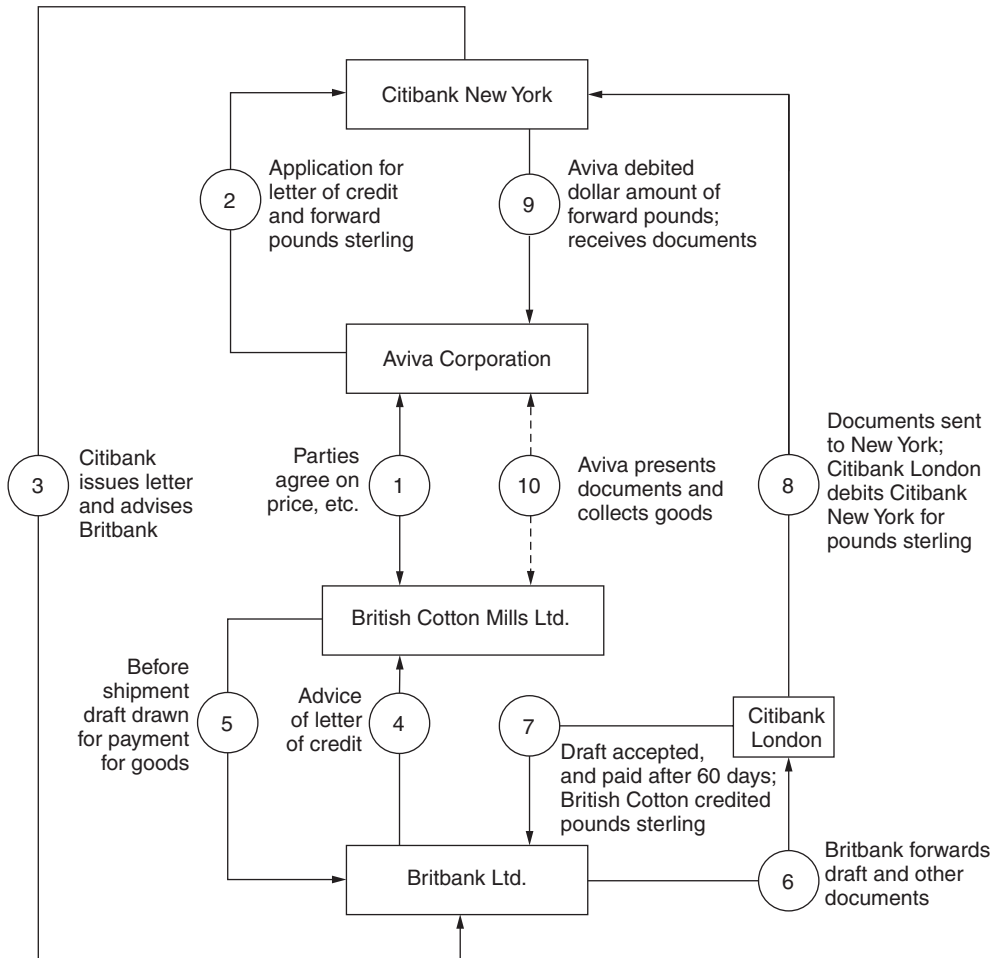 Citibank New York
2
Application for
letter of credit
and forward
pounds sterling
9
Aviva debited
dollar amount of
forward pounds;
receives documents
Aviva Corporation
3
Citibank
issues letter
and advises
Britbank
Parties
agree on
price, etc.
1
10
Aviva presents
documents and
collects goods
8
Documents sent
to New York;
Citibank London
debits Citibank
New York for
pounds sterling
British Cotton Mills Ltd.
Before
shipment
draft drawn
for payment
for goods
5
Advice
of letter
of credit
4
7
Draft accepted,
and paid after 60 days;
British Cotton credited
pounds sterling
Citibank
London
Britbank Ltd.
6
Britbank forwards
draft and other
documents